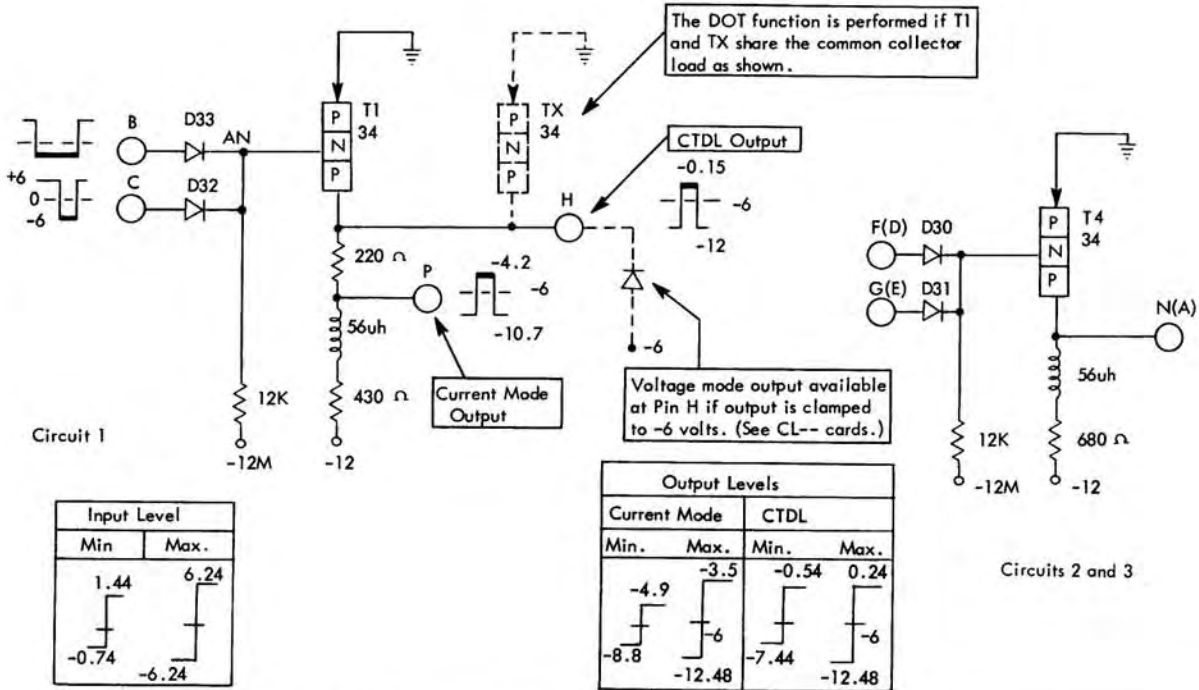 The DOT function is performed if T1
and TX share the common collector
load as shown.
P
N
P
T1
34
P
N
P
TX
34
CTDL Output
B
D33
AN
C
D32
+6
0
-6
H
-0.15
-6
-12
220 Ω
P
-4.2
-6
-10.7
56uh
430 Ω
-12
12K
-12M
Current Mode
Output
-6
Voltage mode output available
at Pin H if output is clamped
to -6 volts. (See CL-- cards.)
Circuit 1
F(D)
D30
G(E)
D31
P
N
P
T4
34
N(A)
56uh
680 Ω
-12
12K
-12M
Circuits 2 and 3
Input Level
Min Max.
1.44 6.24
-0.74 -6.24
Output Levels
Current Mode CTDL
Min. Max. Min. Max.
-4.9 -3.5 -0.54 0.24
-6 -6
-8.8 -12.48 -7.44 -12.48